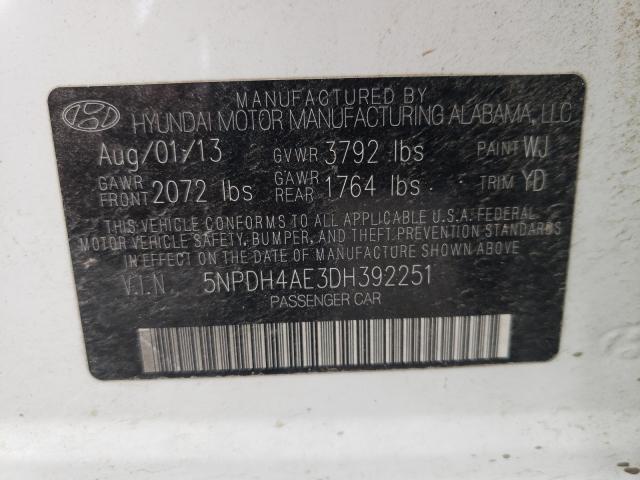 MANUFACTURED BY
HYUNDAI MOTOR MANUFACTURING ALABAMA, LLC
Aug/01/13 GVWR 3792 lbs PAINT WJ
GAWR FRONT 2072 lbs GAWR REAR 1764 lbs TRIM YD
THIS VEHICLE CONFORMS TO ALL APPLICABLE U.S.A. FEDERAL
MOTOR VEHICLE SAFETY, BUMPER, AND THEFT PREVENTION STANDARDS
IN EFFECT ON THE DATE OF MANUFACTURE SHOWN ABOVE.
V.I.N 5NPDH4AE3DH392251
PASSENGER CAR